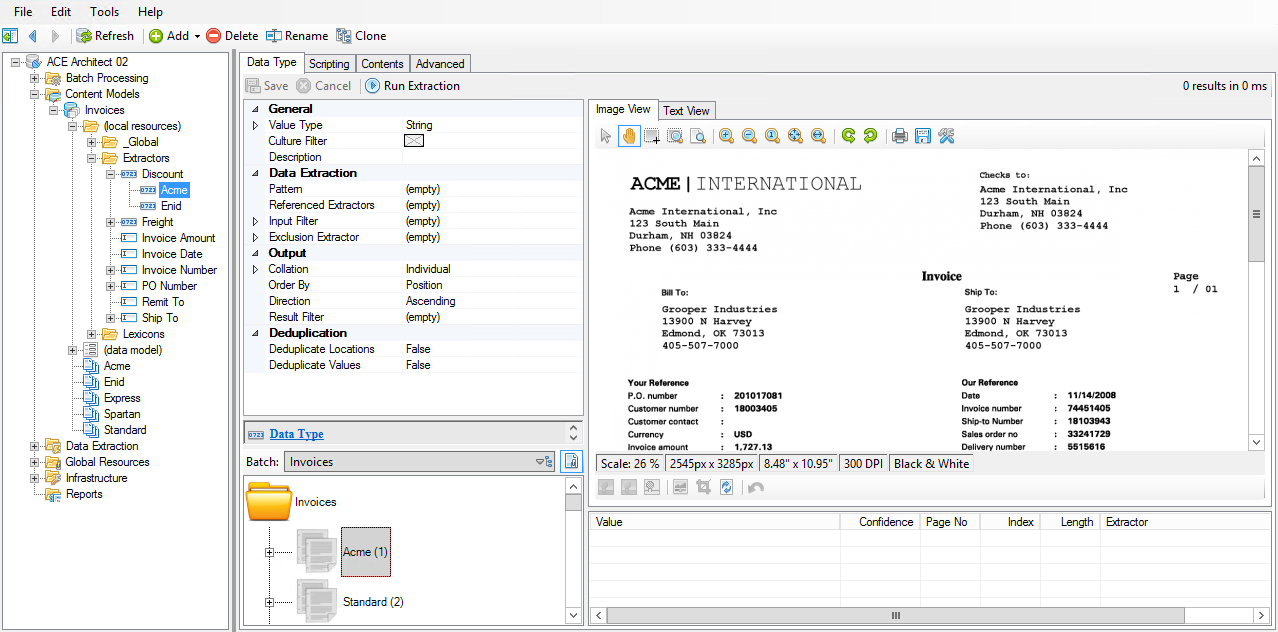 File Edit Tools Help
Refresh Add Delete Rename Clone
ACE Architect 02
Batch Processing
Content Models
Invoices
(local resources)
_Global
Extractors
Discount
Acme
Enid
Freight
Invoice Amount
Invoice Date
Invoice Number
PO Number
Remit To
Ship To
Lexicons
(data model)
Acme
Enid
Express
Spartan
Standard
Data Extraction
Global Resources
Infrastructure
Reports
Data Type Scripting Contents Advanced
Save Cancel Run Extraction 0 results in 0 ms
General
Value Type String
Culture Filter
Description
Data Extraction
Pattern (empty)
Referenced Extractors (empty)
Input Filter (empty)
Exclusion Extractor (empty)
Output
Collation Individual
Order By Position
Direction Ascending
Result Filter (empty)
Deduplication
Deduplicate Locations False
Deduplicate Values False
Data Type
Batch: Invoices
Invoices
Acme (1)
Standard (2)
Image View Text View
ACME | INTERNATIONAL
Acme International, Inc
123 South Main
Durham, NH 03824
Phone (603) 333-4444
Checks to:
Acme International, Inc
123 South Main
Durham, NH 03824
Phone (603) 333-4444
Invoice
Page
1 / 01
Bill To:
Grooper Industries
13900 N Harvey
Edmond, OK 73013
405-507-7000
Ship To:
Grooper Industries
13900 N Harvey
Edmond, OK 73013
405-507-7000
Your Reference
P.O. number : 201017081
Customer number : 18003405
Customer contact :
Currency : USD
Invoice amount : 1,727.13
Our Reference
Date : 11/14/2008
Invoice number : 74451405
Ship-to Number : 18103943
Sales order no : 33241729
Delivery number : 5515616
Scale: 26 % 2545px x 3285px 8.48" x 10.95" 300 DPI Black & White
Value Confidence Page No Index Length Extractor